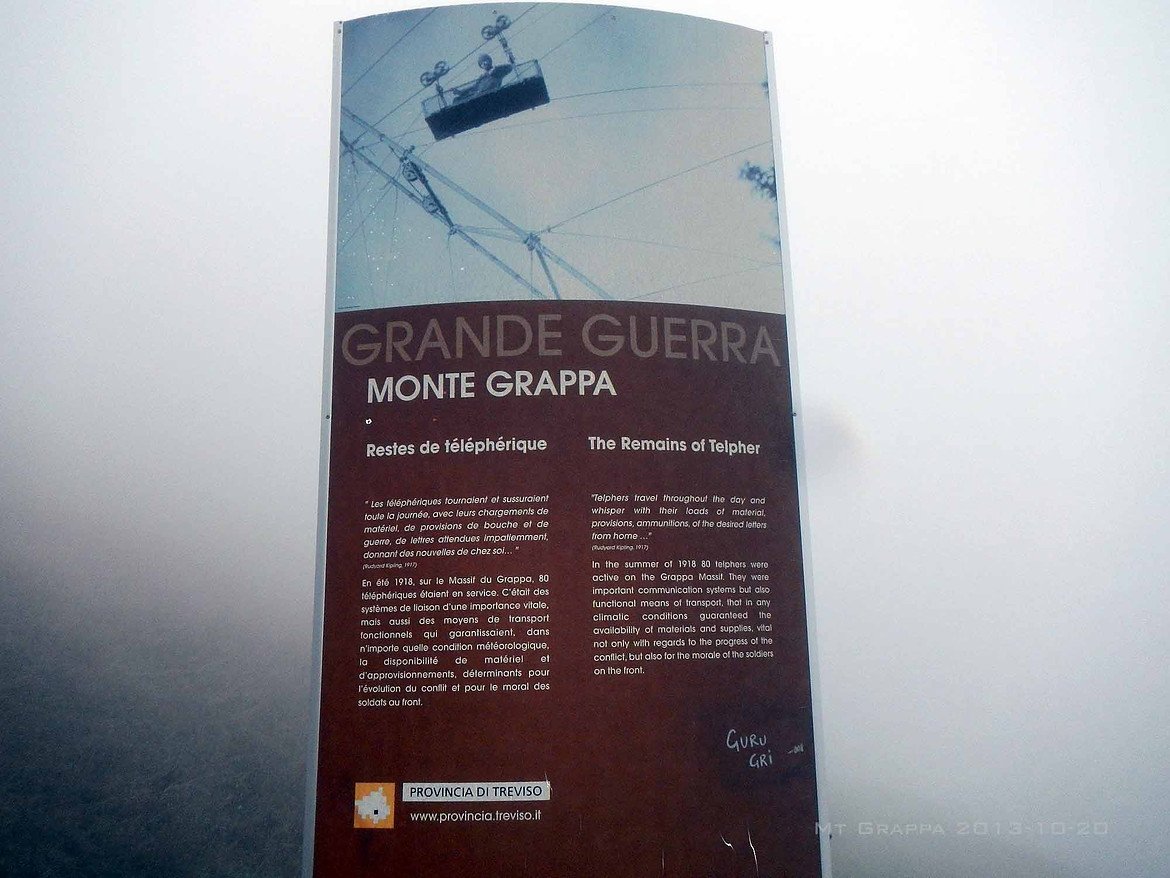 GRANDE GUERRA
MONTE GRAPPA
Restes de téléphérique
" Les téléphériques tournaient et sussuraient
toute la journée, avec leurs chargements de
matériel, de provisions de bouche et de
guerre, de lettres attendues impatiemment,
donnant des nouvelles de chez soi... "
(Rudyard Kipling, 1917)
En été 1918, sur le Massif du Grappa, 80
téléphériques étaient en service. C'était des
systèmes de liaison d'une importance vitale,
mais aussi des moyens de transport
fonctionnels qui garantissaient, dans
n'importe quelle condition météorologique,
la disponibilité de matériel et
d'approvisionnements, déterminants pour
l'évolution du conflit et pour le moral des
soldats au front.
The Remains of Telpher
"Telphers travel throughout the day and
whisper with their loads of material,
provisions, ammunitions, of the desired letters
from home ..."
(Rudyard Kipling, 1917)
In the summer of 1918 80 telphers were
active on the Grappa Massif. They were
important communication systems but also
functional means of transport, that in any
climatic conditions guaranteed the
availability of materials and supplies, vital
not only with regards to the progress of the
conflict, but also for the morale of the soldiers
on the front.
GURU
GRI
PROVINCIA DI TREVISO
www.provincia.treviso.it
Mt Grappa 2013-10-20